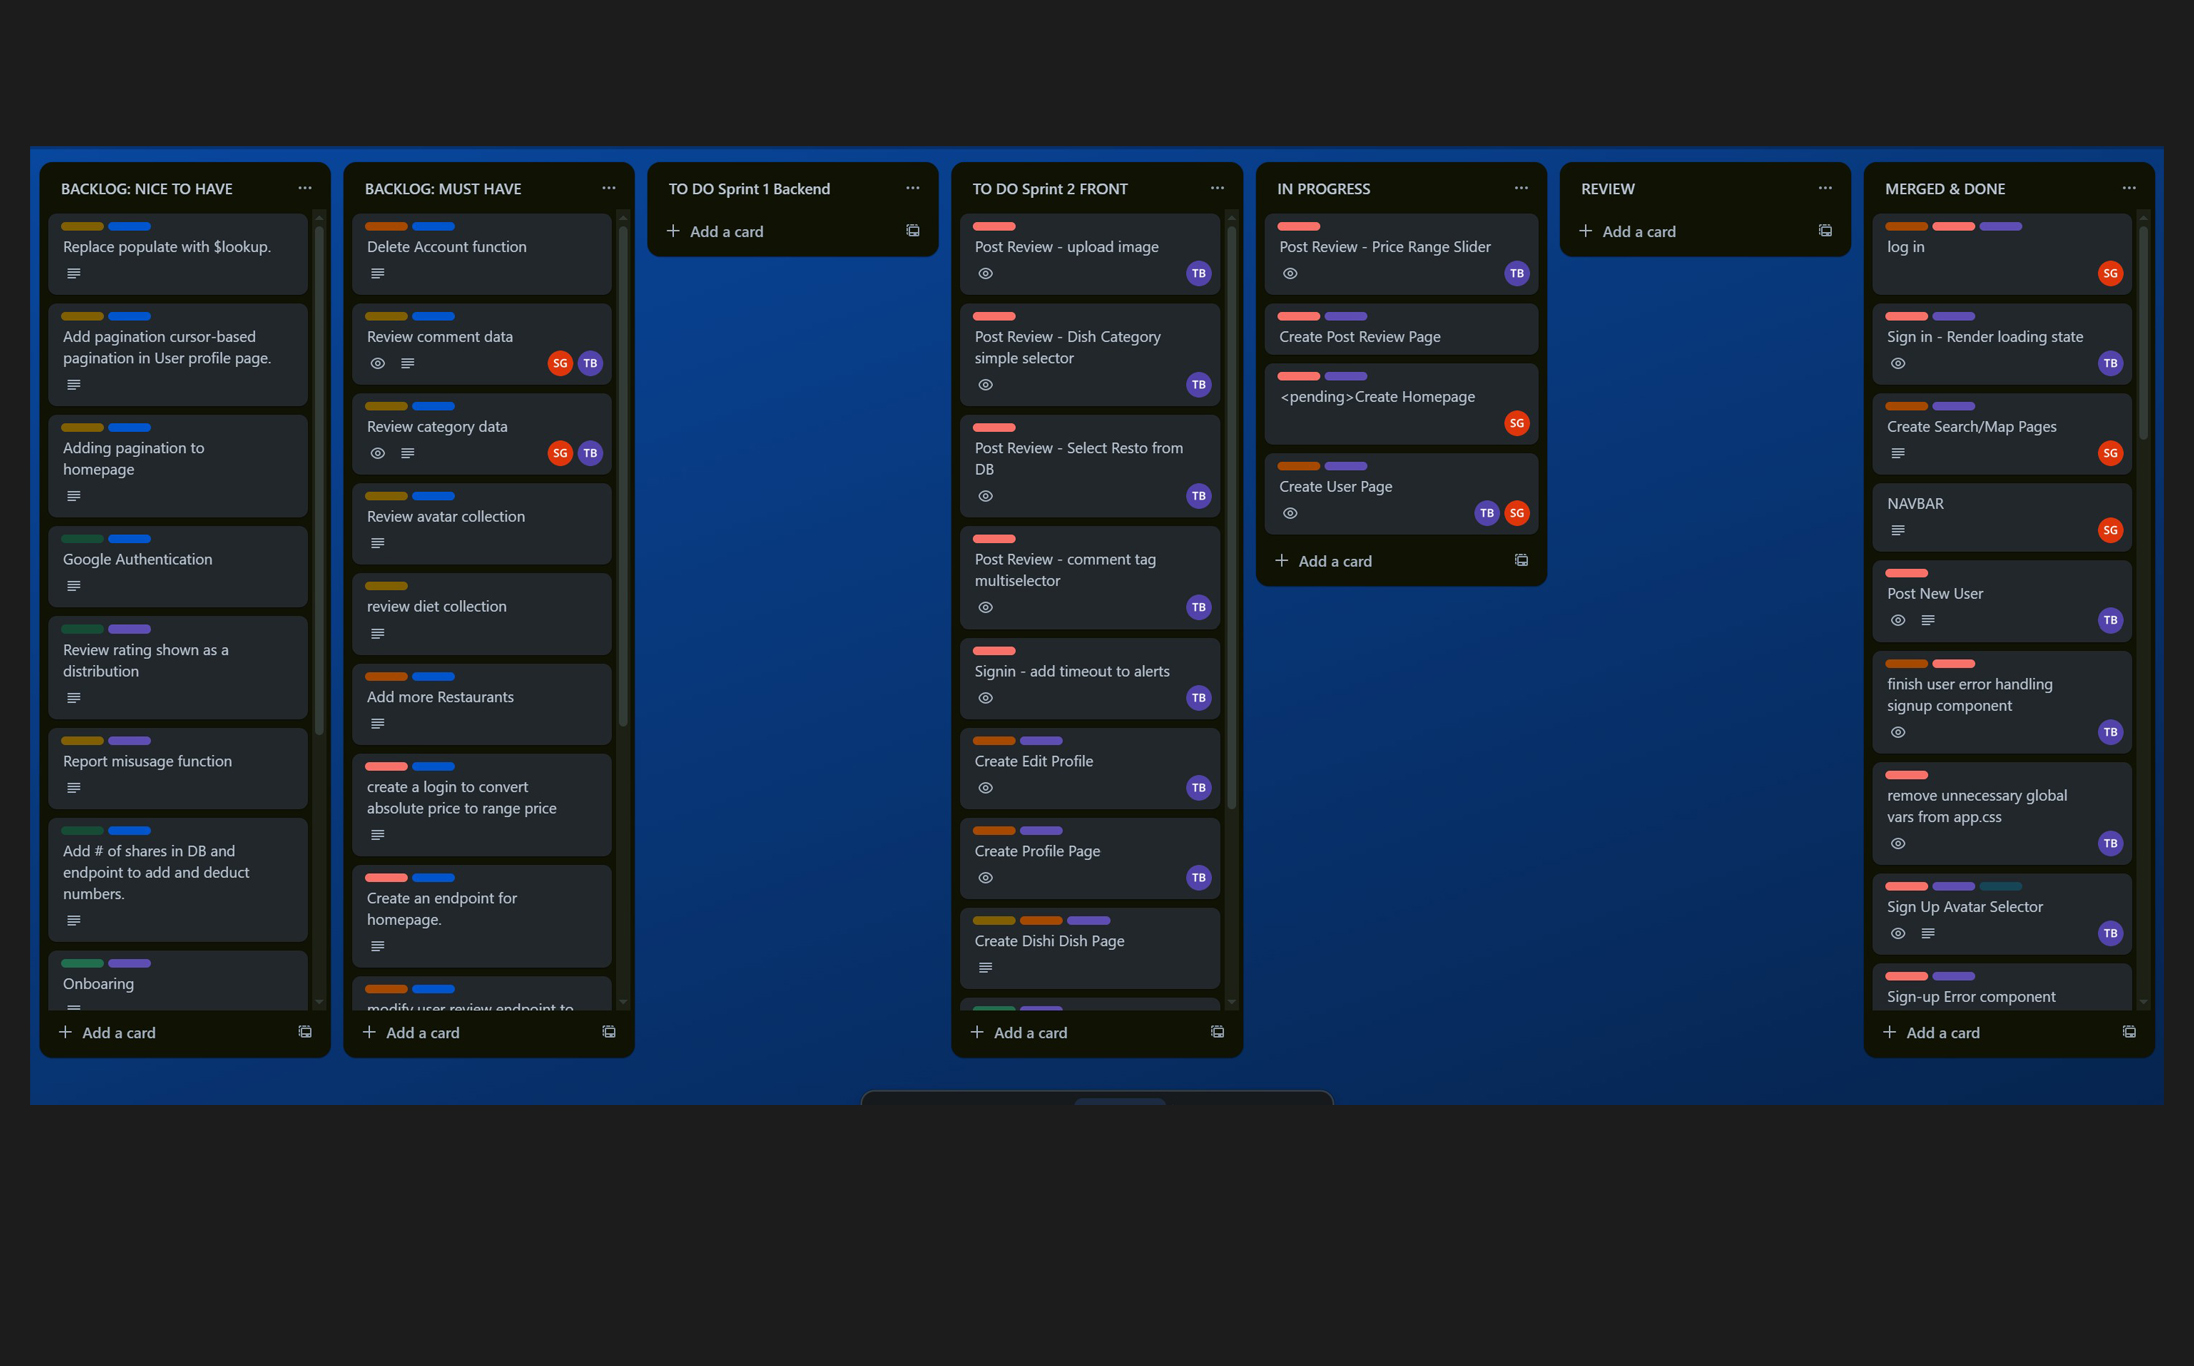 BACKLOG: NICE TO HAVE
Replace populate with $lookup.
Add pagination cursor-based
pagination in User profile page.
Adding pagination to
homepage
Google Authentication
Review rating shown as a
distribution
Report misusage function
Add # of shares in DB and
endpoint to add and deduct
numbers.
Onboaring
Add a card
BACKLOG: MUST HAVE
Delete Account function
Review comment data
SG TB
Review category data
SG TB
Review avatar collection
review diet collection
Add more Restaurants
create a login to convert
absolute price to range price
Create an endpoint for
homepage.
modify user review endpoint to
Add a card
TO DO Sprint 1 Backend
Add a card
TO DO Sprint 2 FRONT
Post Review - upload image
TB
Post Review - Dish Category
simple selector
TB
Post Review - Select Resto from
DB
TB
Post Review - comment tag
multiselector
TB
Signin - add timeout to alerts
TB
Create Edit Profile
TB
Create Profile Page
TB
Create Dishi Dish Page
Add a card
IN PROGRESS
Post Review - Price Range Slider
TB
Create Post Review Page
<pending>Create Homepage
SG
Create User Page
TB SG
Add a card
REVIEW
Add a card
MERGED & DONE
log in
SG
Sign in - Render loading state
TB
Create Search/Map Pages
SG
NAVBAR
SG
Post New User
TB
finish user error handling
signup component
TB
remove unnecessary global
vars from app.css
TB
Sign Up Avatar Selector
TB
Sign-up Error component
Add a card